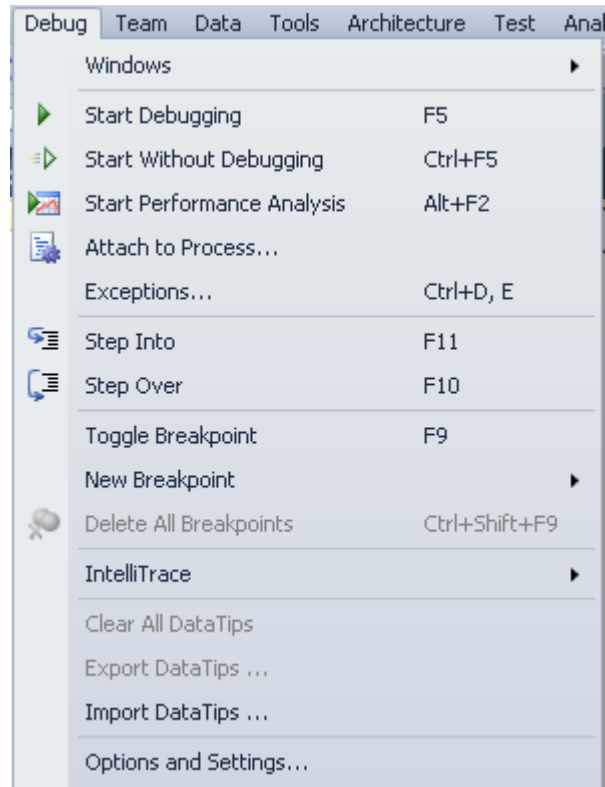 Debug Team Data Tools Architecture Test Anal
Windows
Start Debugging F5
Start Without Debugging Ctrl+F5
Start Performance Analysis Alt+F2
Attach to Process...
Exceptions... Ctrl+D, E
Step Into F11
Step Over F10
Toggle Breakpoint F9
New Breakpoint
Delete All Breakpoints Ctrl+Shift+F9
IntelliTrace
Clear All DataTips
Export DataTips ...
Import DataTips ...
Options and Settings...